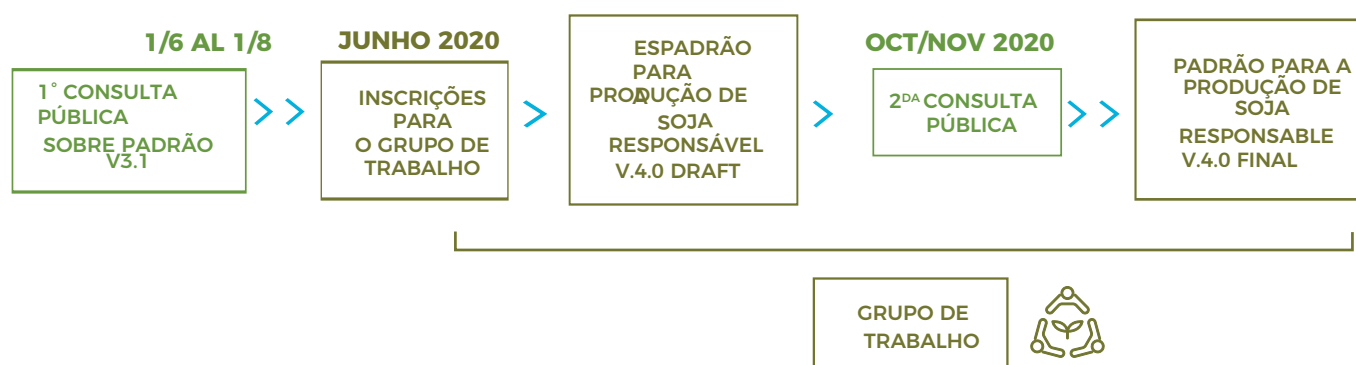 1/6 AL 1/8
1° CONSULTA
PÚBLICA
SOBRE PADRÃO
V3.1
JUNHO 2020
INSCRIÇÕES
PARA
O GRUPO DE
TRABALHO
ESPADRÃO
PARA
A
PRODUÇÃO DE
SOJA
RESPONSÁVEL
V.4.0 DRAFT
OCT/NOV 2020
2DA CONSULTA
PÚBLICA
PADRÃO PARA A
PRODUÇÃO DE
SOJA
RESPONSABLE
V.4.0 FINAL
GRUPO DE
TRABALHO